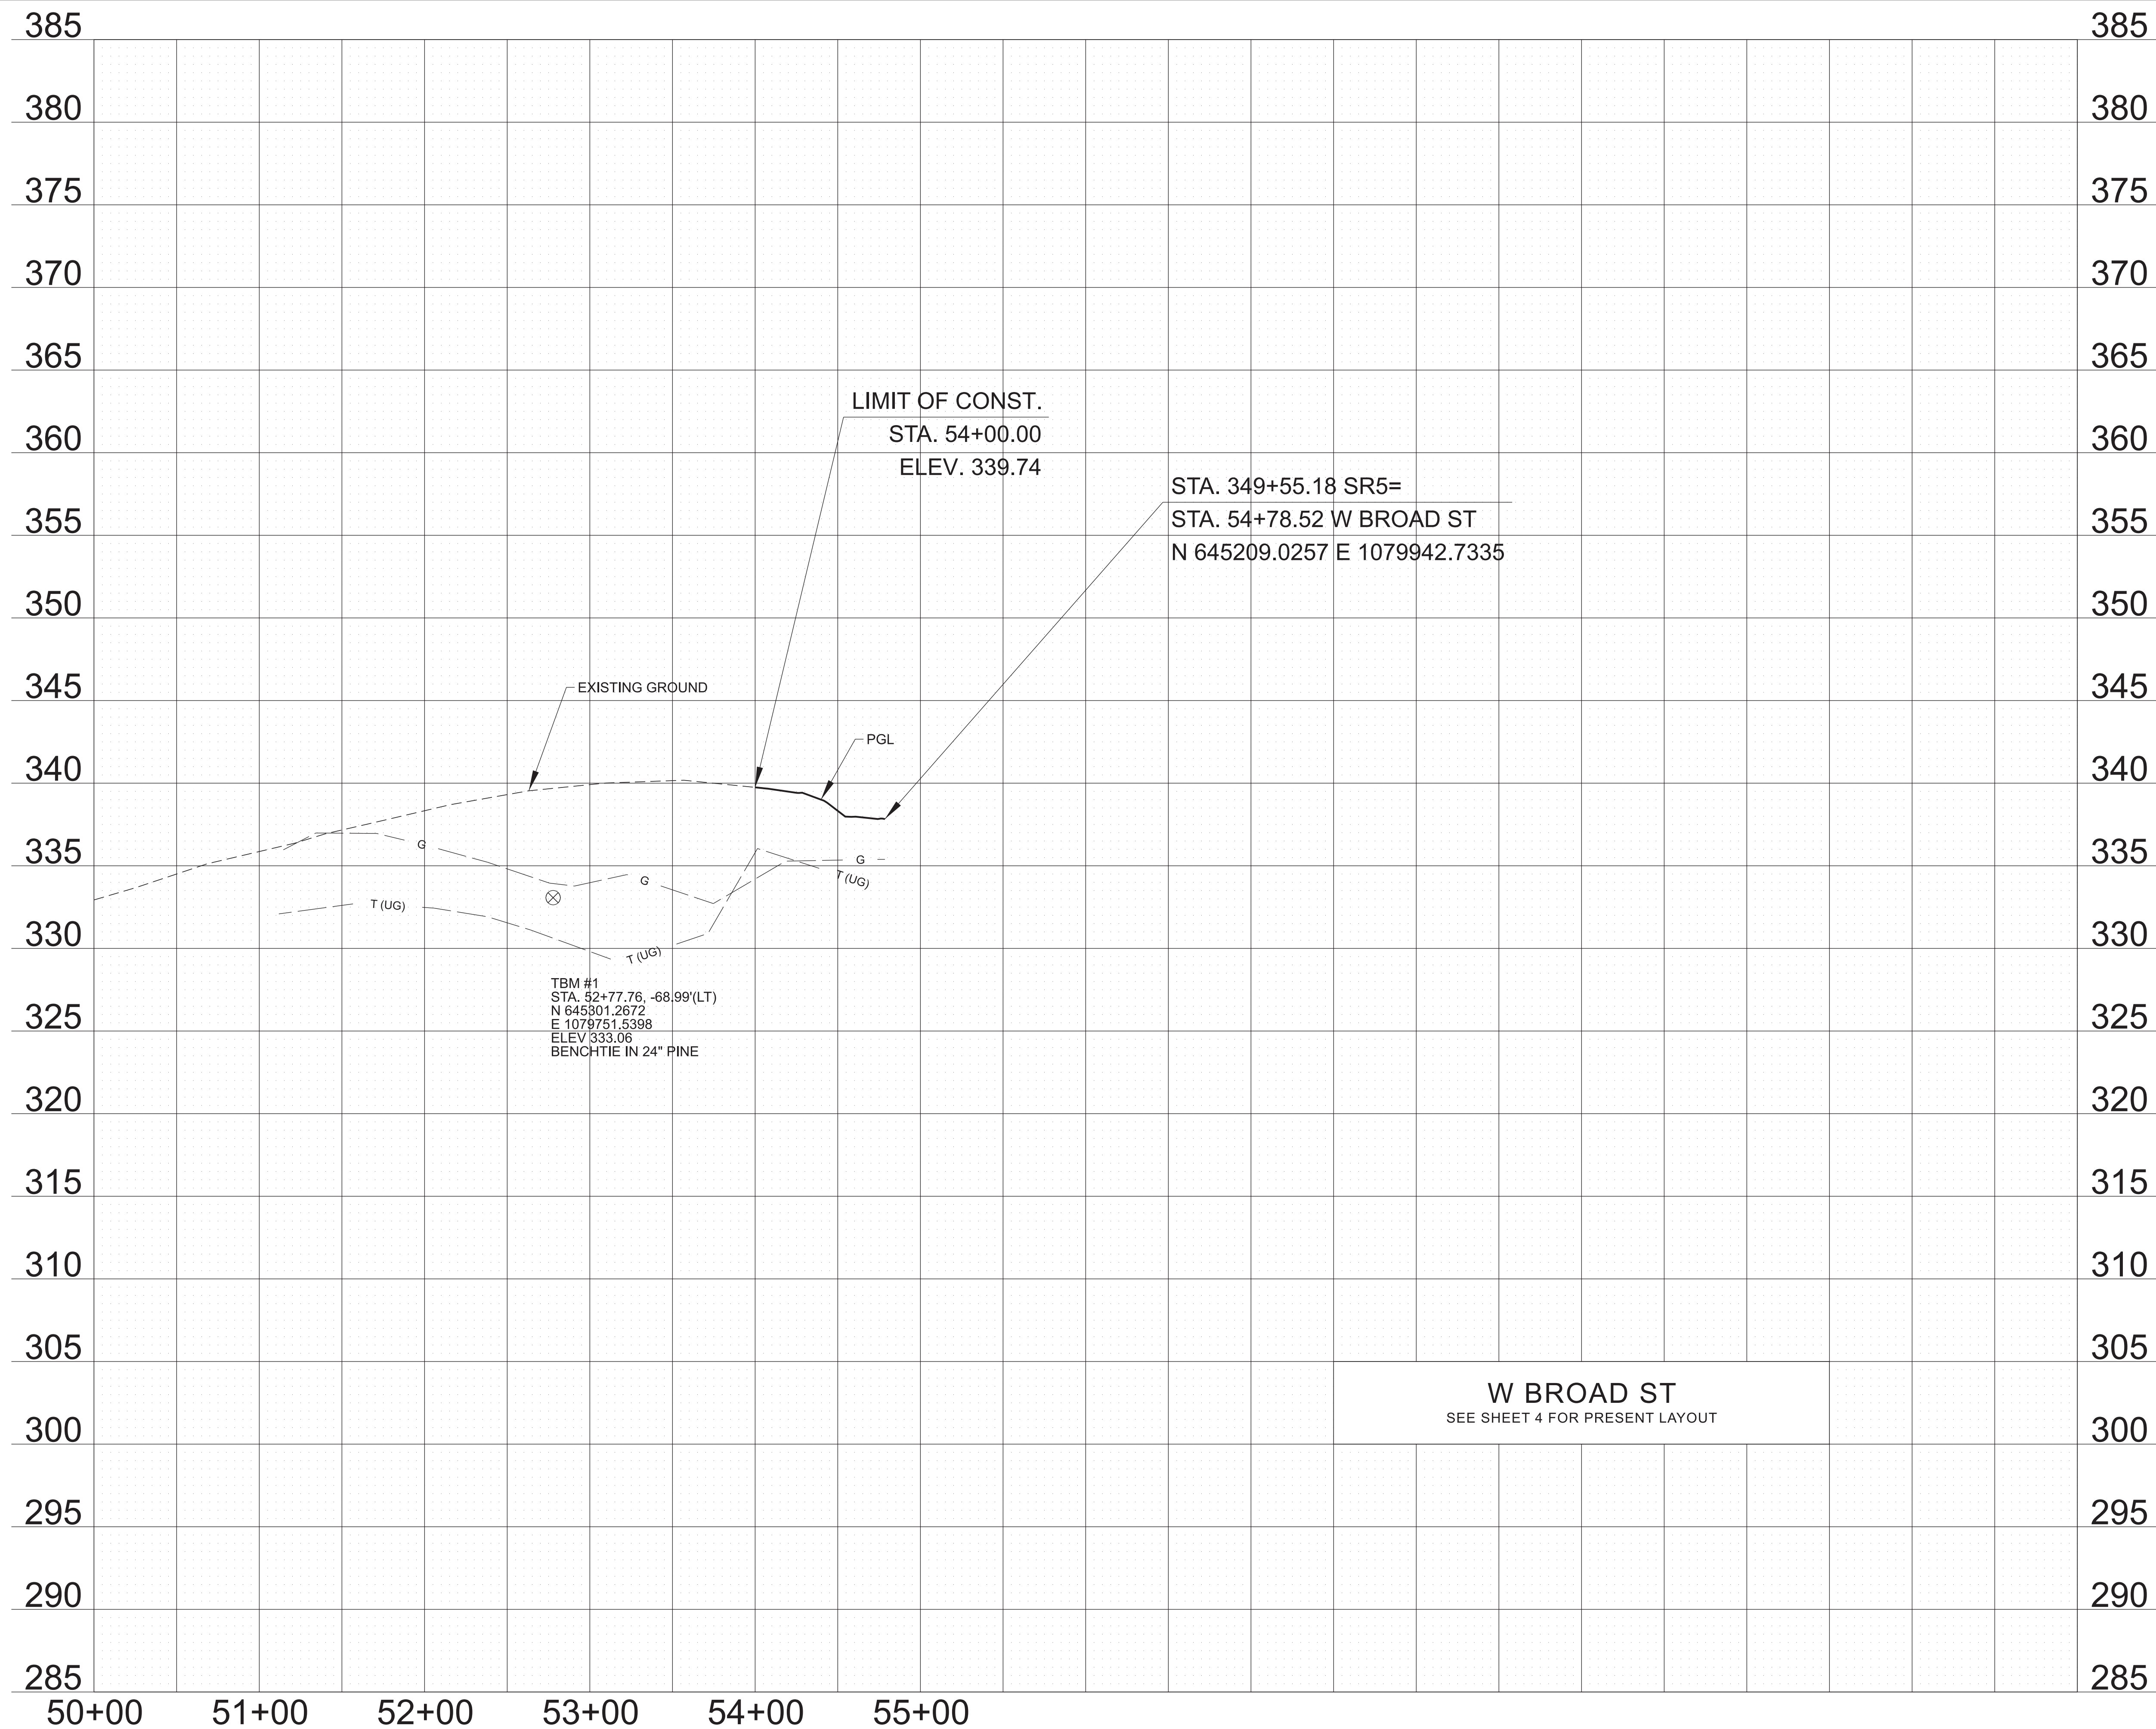 385 385
380 380
375 375
370 370
365 365
LIMIT OF CONST.
STA. 54+00.00
ELEV. 339.74
360 360
STA. 349+55.18 SR5=
STA. 54+78.52 W BROAD ST
N 645209.0257 E 1079942.7335
355 355
350 350
EXISTING GROUND
345 345
PGL
340 340
G
G
335 335
G
T (UG)
T (UG)
330 330
T (UG)
TBM #1
STA. 52+77.76, -68.99'(LT)
N 645301.2672
E 1079751.5398
ELEV 333.06
BENCHTIE IN 24" PINE
325 325
320 320
315 315
310 310
305 305
W BROAD ST
SEE SHEET 4 FOR PRESENT LAYOUT
300 300
295 295
290 290
285 285
50+00 51+00 52+00 53+00 54+00 55+00